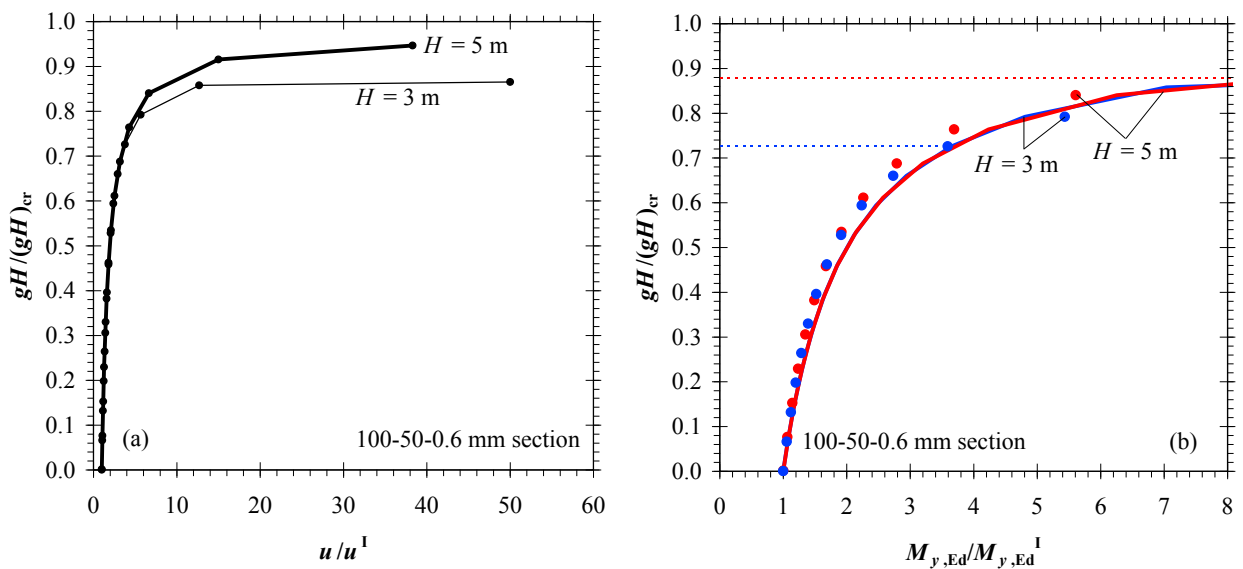 1.0
0.9
0.8
0.7
0.6
0.5
0.4
0.3
0.2
0.1
0.0
gH/(gH)cr
H = 5 m
H = 3 m
(a)
100-50-0.6 mm section
0 10 20 30 40 50 60
u/u^I
1.0
0.9
0.8
0.7
0.6
0.5
0.4
0.3
0.2
0.1
0.0
gH/(gH)cr
H = 3 m
H = 5 m
100-50-0.6 mm section
(b)
0 1 2 3 4 5 6 7 8
My,Ed/My,Ed^I